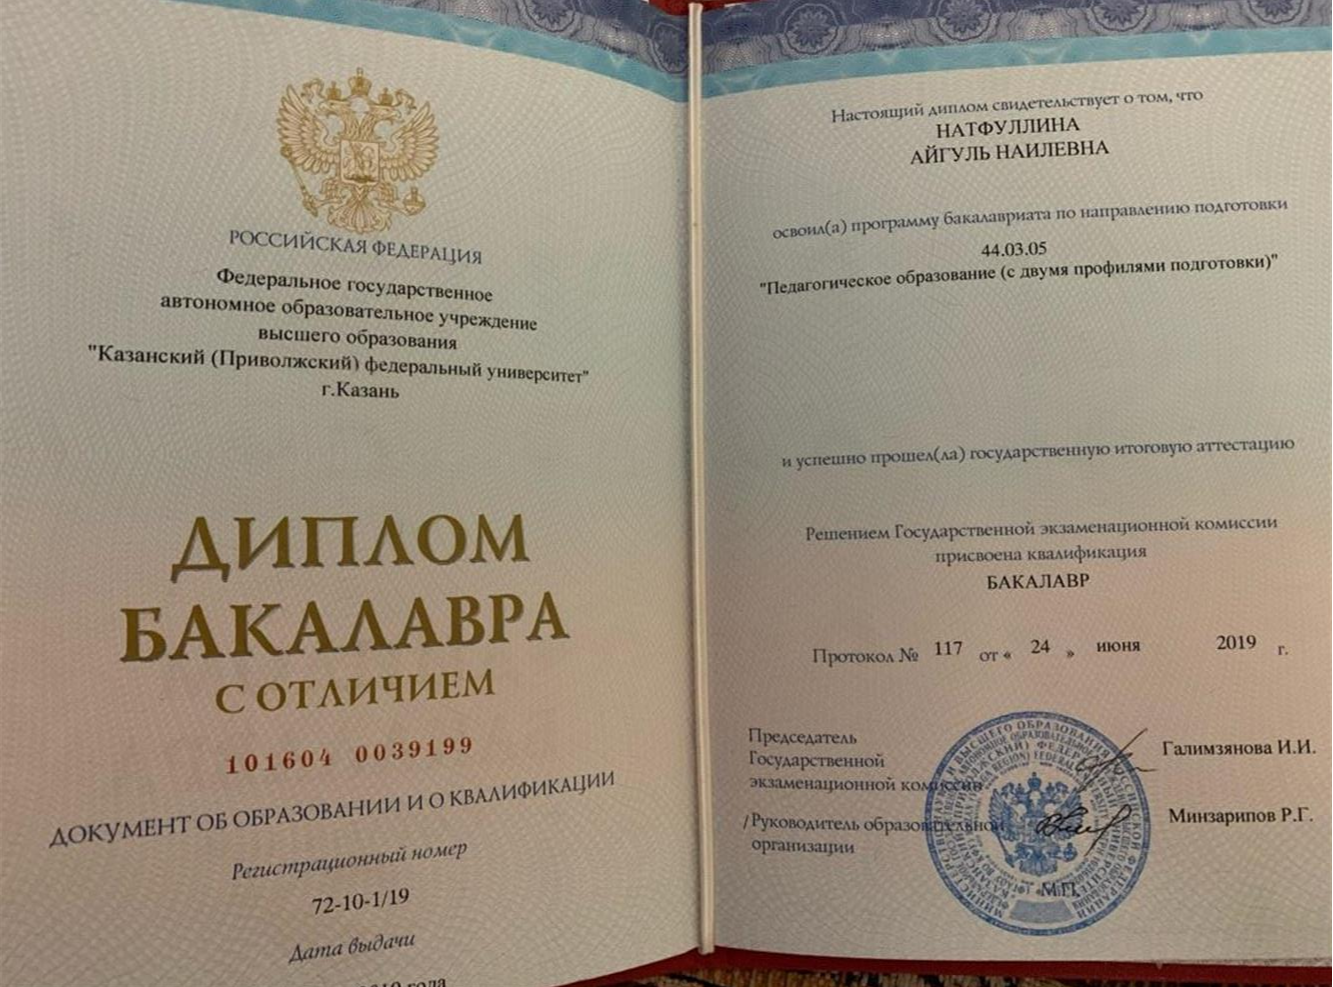 РОССИЙСКАЯ ФЕДЕРАЦИЯ
Федеральное государственное
автономное образовательное учреждение
высшего образования
"Казанский (Приволжский) федеральный университет"
г.Казань
ДИПЛОМ
БАКАЛАВРА
С ОТЛИЧИЕМ
101604 0039199
ДОКУМЕНТ ОБ ОБРАЗОВАНИИ И О КВАЛИФИКАЦИИ
Регистрационный номер
72-10-1/19
Дата выдачи
года
Настоящий диплом свидетельствует о том, что
НАТФУЛЛИНА
АЙГУЛЬ НАИЛЕВНА
освоил(а) программу бакалавриата по направлению подготовки
44.03.05
"Педагогическое образование (с двумя профилями подготовки)"
и успешно прошел(ла) государственную итоговую аттестацию
Решением Государственной экзаменационной комиссии
присвоена квалификация
БАКАЛАВР
Протокол № 117 от « 24 » июня 2019 г.
Председатель
Государственной
экзаменационной комиссии
Галимзянова И.И.
/Руководитель образовательной
организации
Минзарипов Р.Г.
М.П.